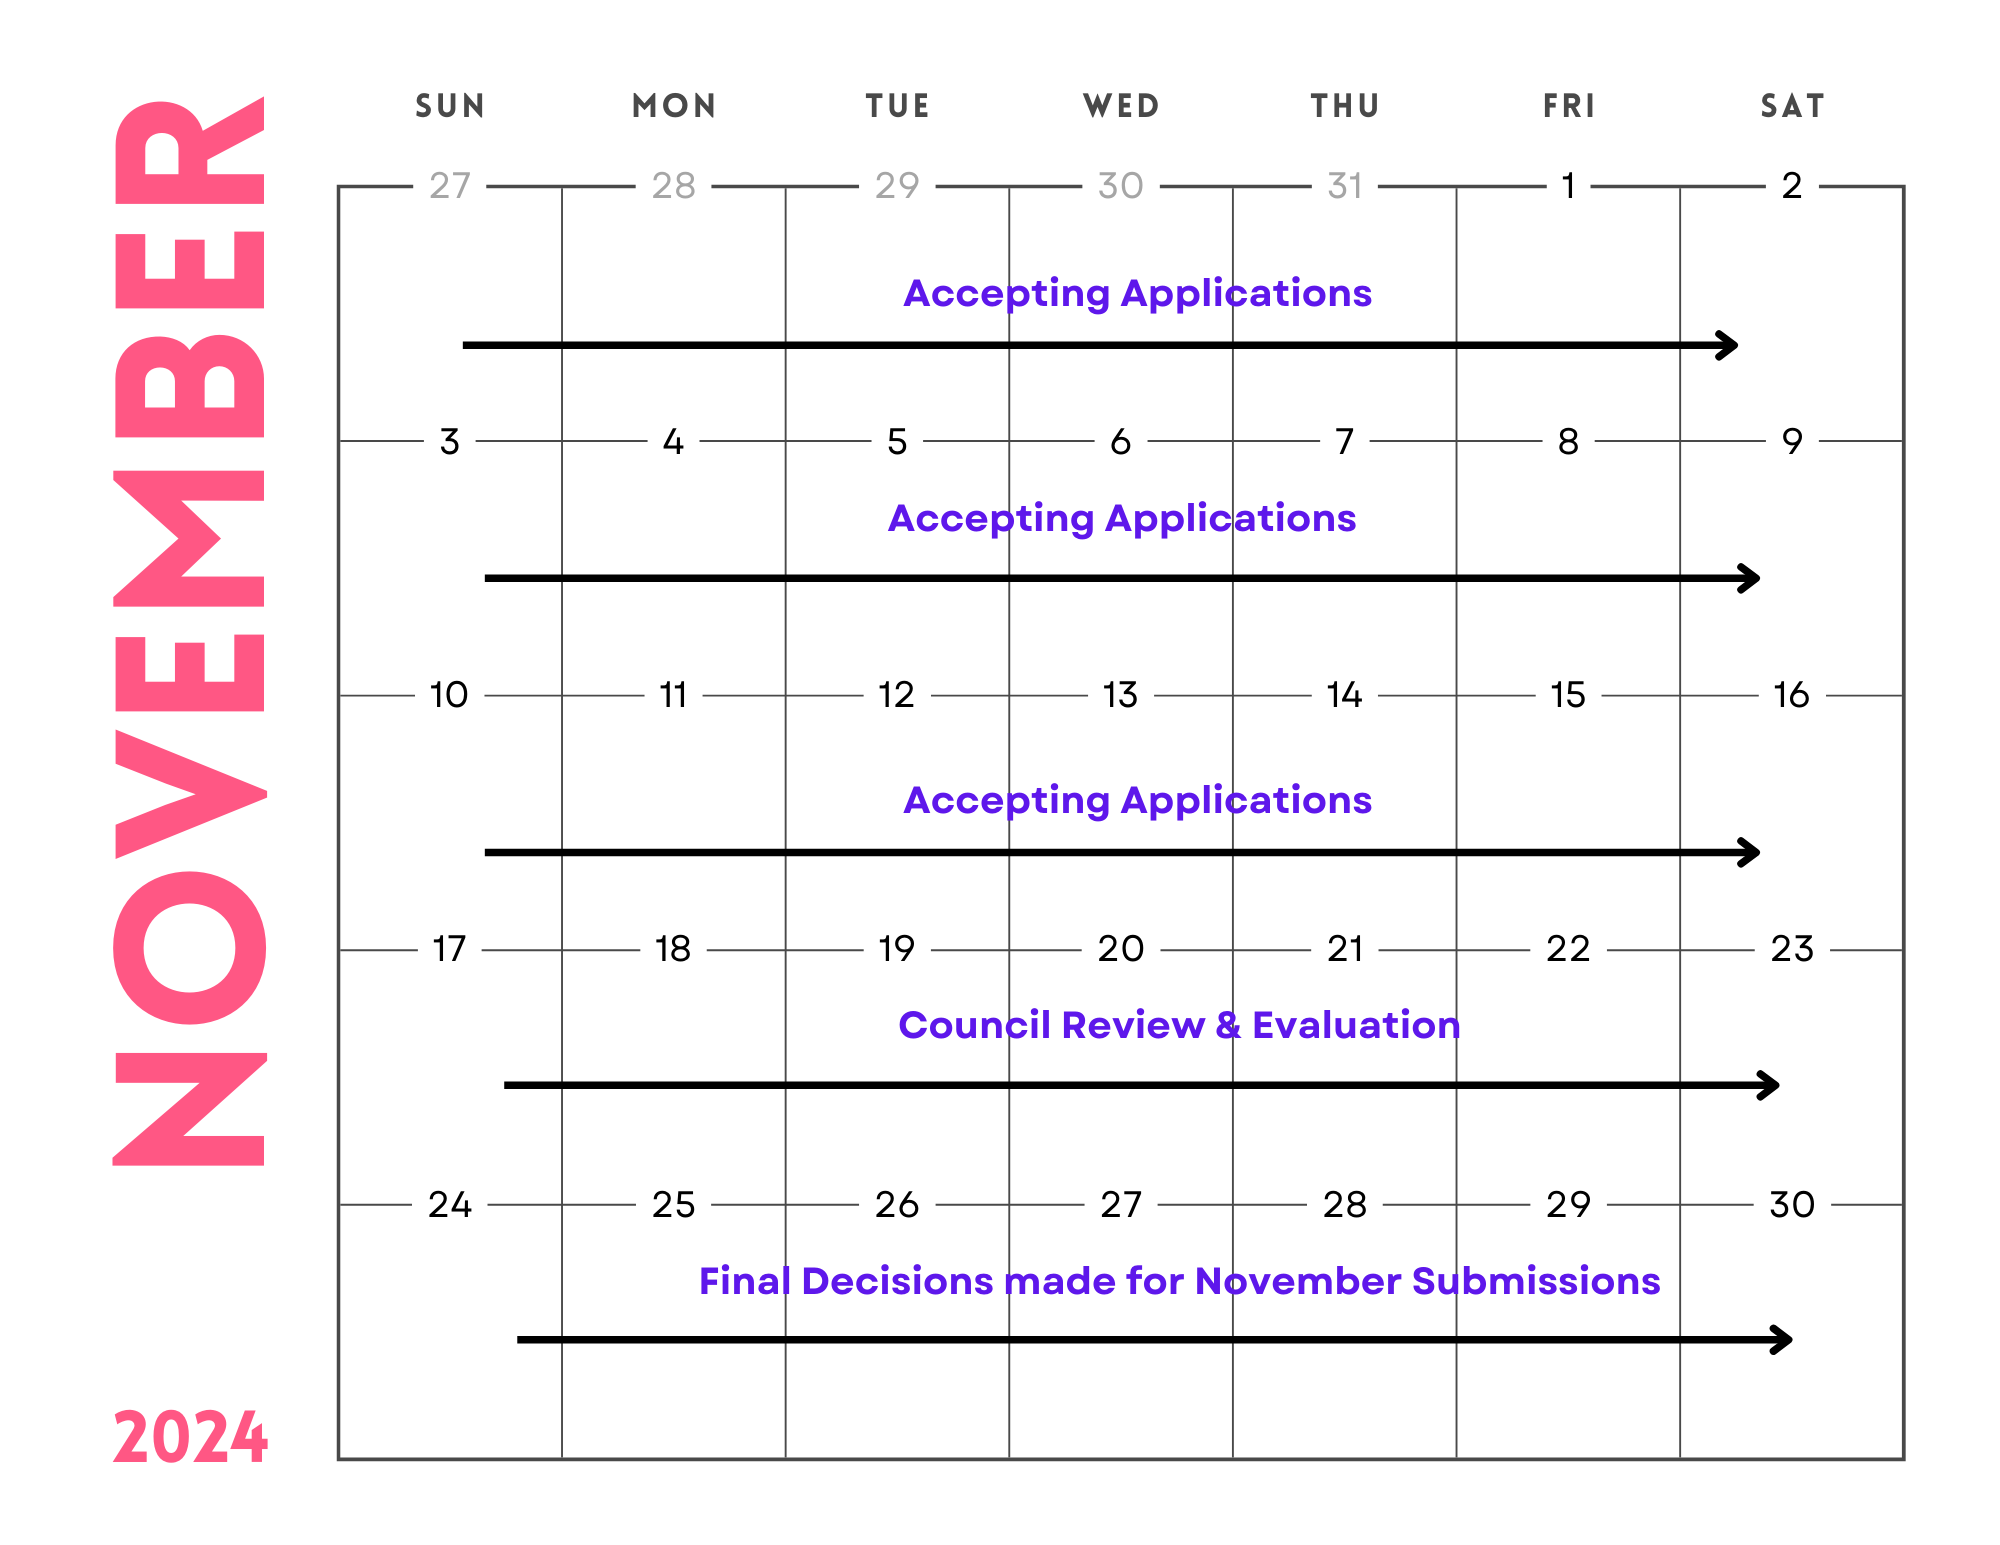 NOVEMBER
2024
SUN MON TUE WED THU FRI SAT
27 28 29 30 31 1 2
Accepting Applications
3 4 5 6 7 8 9
Accepting Applications
10 11 12 13 14 15 16
Accepting Applications
17 18 19 20 21 22 23
Council Review & Evaluation
24 25 26 27 28 29 30
Final Decisions made for November Submissions